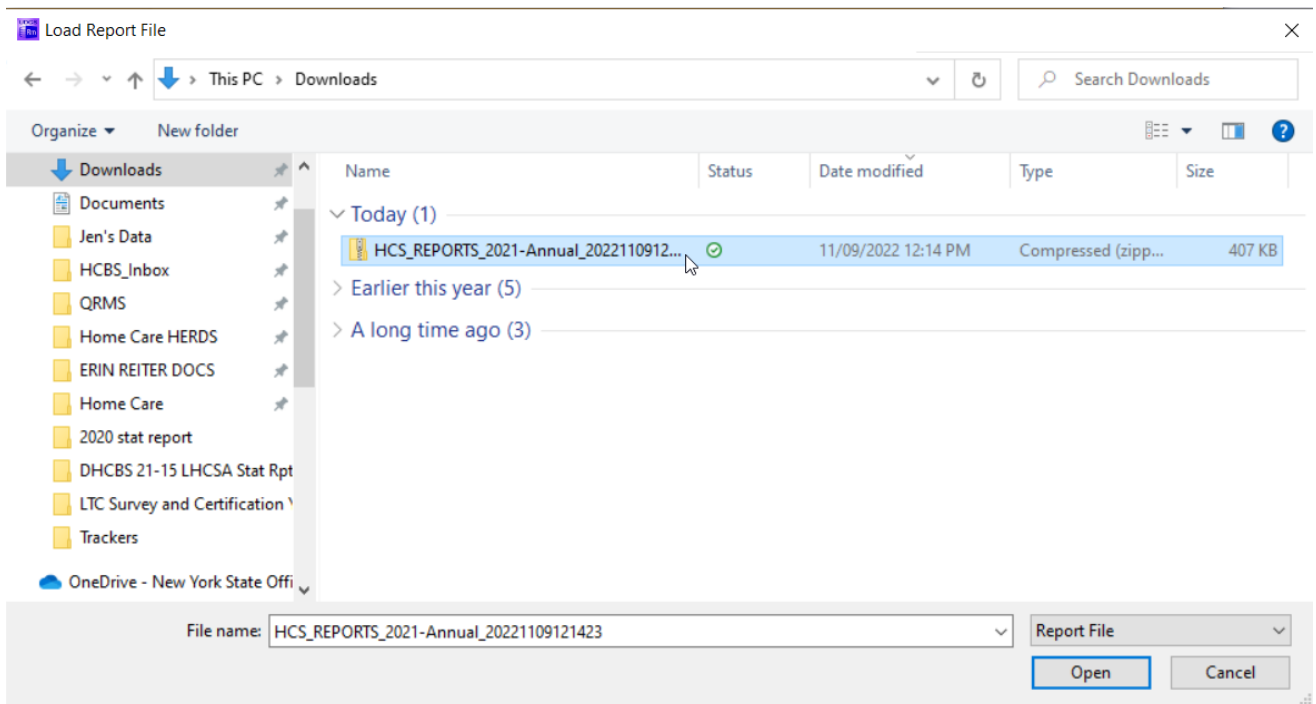 Load Report File
This PC > Downloads
Search Downloads
Organize
New folder
Name
Status
Date modified
Type
Size
Downloads
Documents
Jen's Data
HCBS_Inbox
QRMS
Home Care HERDS
ERIN REITER DOCS
Home Care
2020 stat report
DHCBS 21-15 LHCSA Stat Rpt
LTC Survey and Certification
Trackers
OneDrive - New York State Offi
Today (1)
HCS_REPORTS_2021-Annual_2022110912...
11/09/2022 12:14 PM
Compressed (zipp...
407 KB
Earlier this year (5)
A long time ago (3)
File name:
HCS_REPORTS_2021-Annual_20221109121423
Report File
Open
Cancel